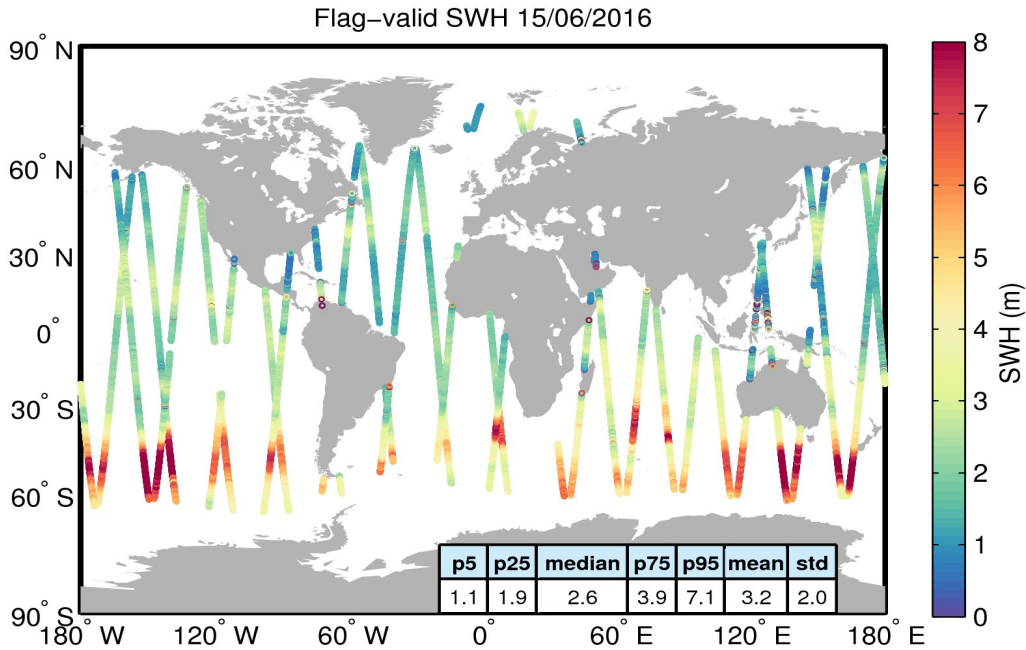 Flag−valid SWH 15/06/2016
90° N
60° N
30° N
0°
30° S
60° S
90° S
180° W
120° W
60° W
0°
60° E
120° E
180° E
p5 p25 median p75 p95 mean std
1.1 1.9 2.6 3.9 7.1 3.2 2.0
8
7
6
5
4
3
2
1
0
SWH (m)